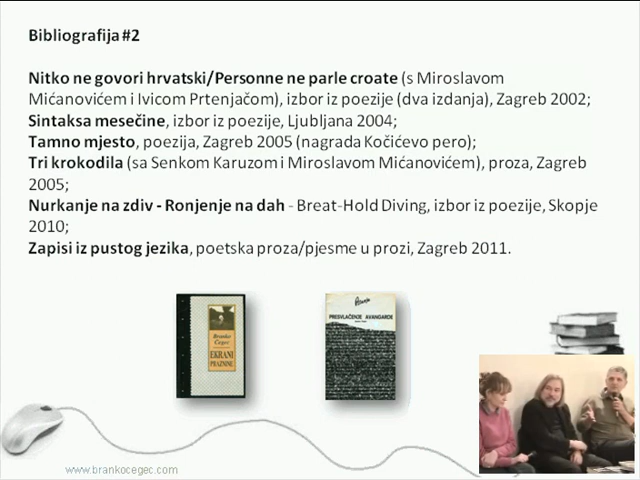 Bibliografija #2
Nitko ne govori hrvatski/Personne ne parle croate (s Miroslavom
Mićanovićem i Ivicom Prtenjačom), izbor iz poezije (dva izdanja), Zagreb 2002;
Sintaksa mesečine, izbor iz poezije, Ljubljana 2004;
Tamno mjesto, poezija, Zagreb 2005 (nagrada Kočićevo pero);
Tri krokodila (sa Senkom Karuzom i Miroslavom Mićanovićem), proza, Zagreb
2005;
Nurkanje na zdiv - Ronjenje na dah - Breat-Hold Diving, izbor iz poezije, Skopje
2010;
Zapisi iz pustog jezika, poetska proza/pjesme u prozi, Zagreb 2011.
Branko
Čegec
EKRANI
PRAZNINE
PRESVLAČENJE AVANGARDE
www.brankocegec.com